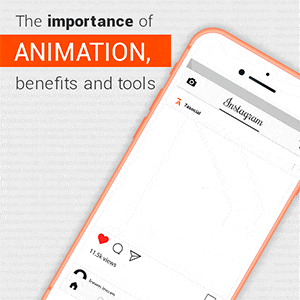 The importance of
ANIMATION,
benefits and tools
Instagram
11.5k views